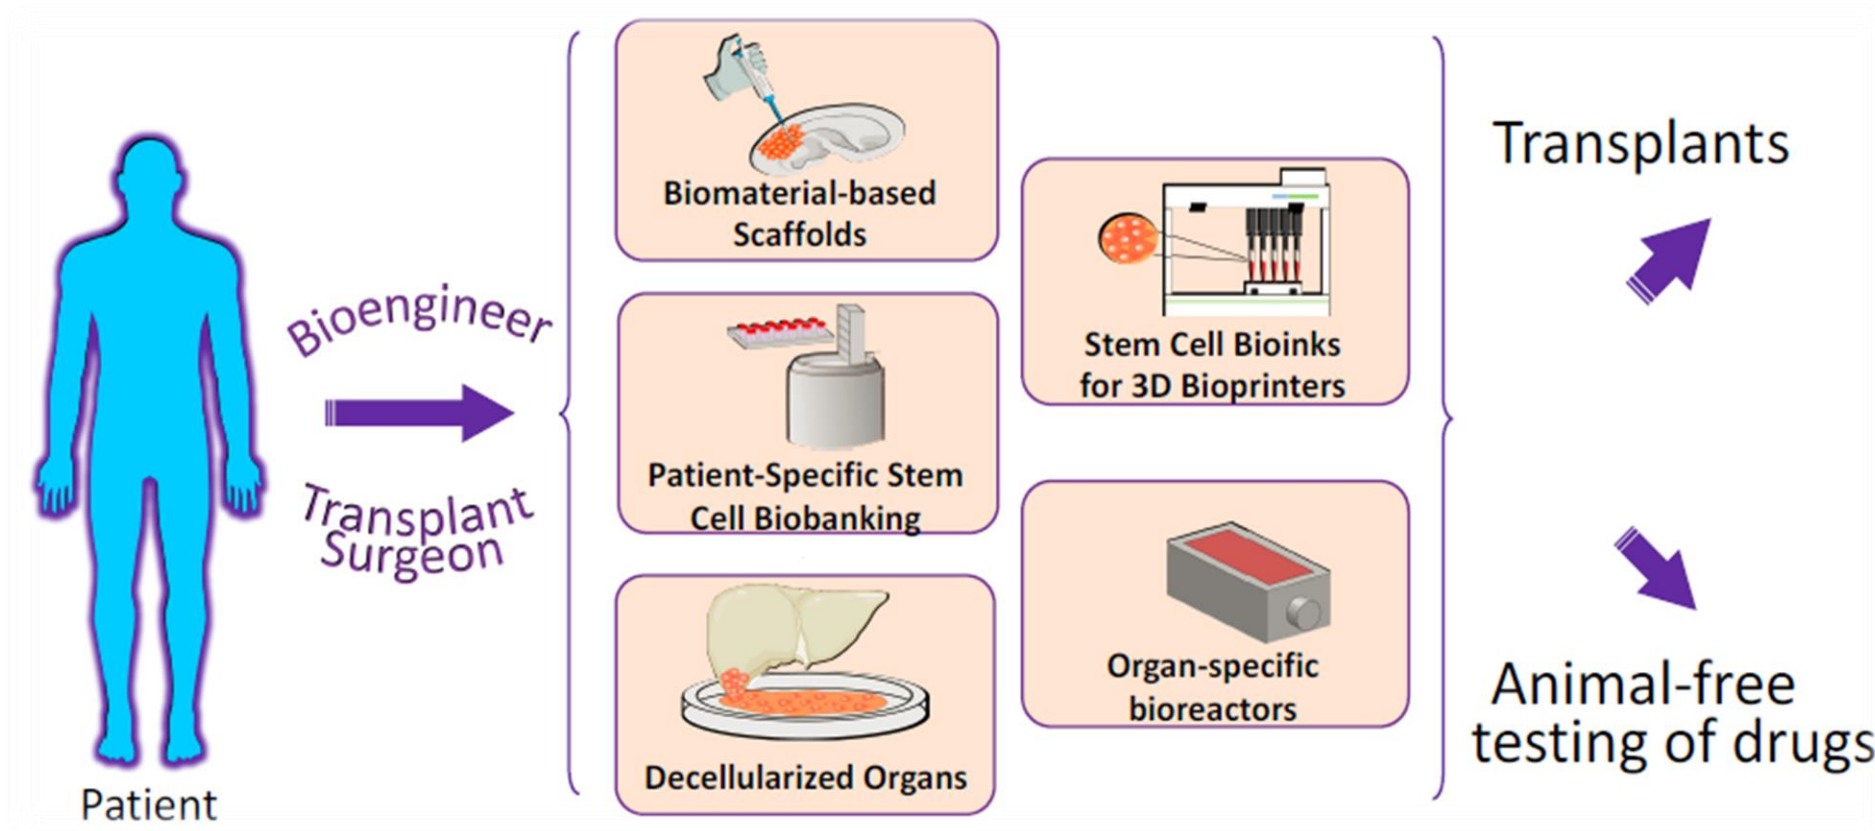 Bioengineer
Transplant
Surgeon
Patient
Biomaterial-based
Scaffolds
Patient-Specific Stem
Cell Biobanking
Decellularized Organs
Stem Cell Bioinks
for 3D Bioprinters
Organ-specific
bioreactors
Transplants
Animal-free
testing of drugs